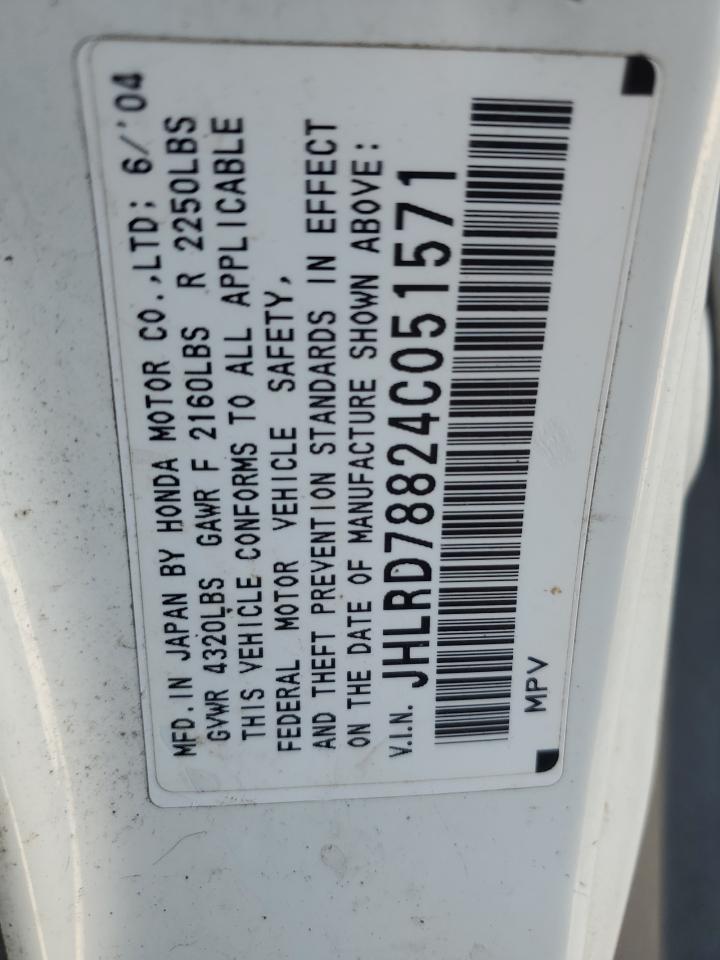 MFD.IN JAPAN BY HONDA MOTOR CO.,LTD: 6/'04
GVWR 4320LBS GAWR F 2160LBS R 2250LBS
THIS VEHICLE CONFORMS TO ALL APPLICABLE
FEDERAL MOTOR VEHICLE SAFETY,
AND THEFT PREVENTION STANDARDS IN EFFECT
ON THE DATE OF MANUFACTURE SHOWN ABOVE:
V.I.N. JHLRD78824C051571
MPV